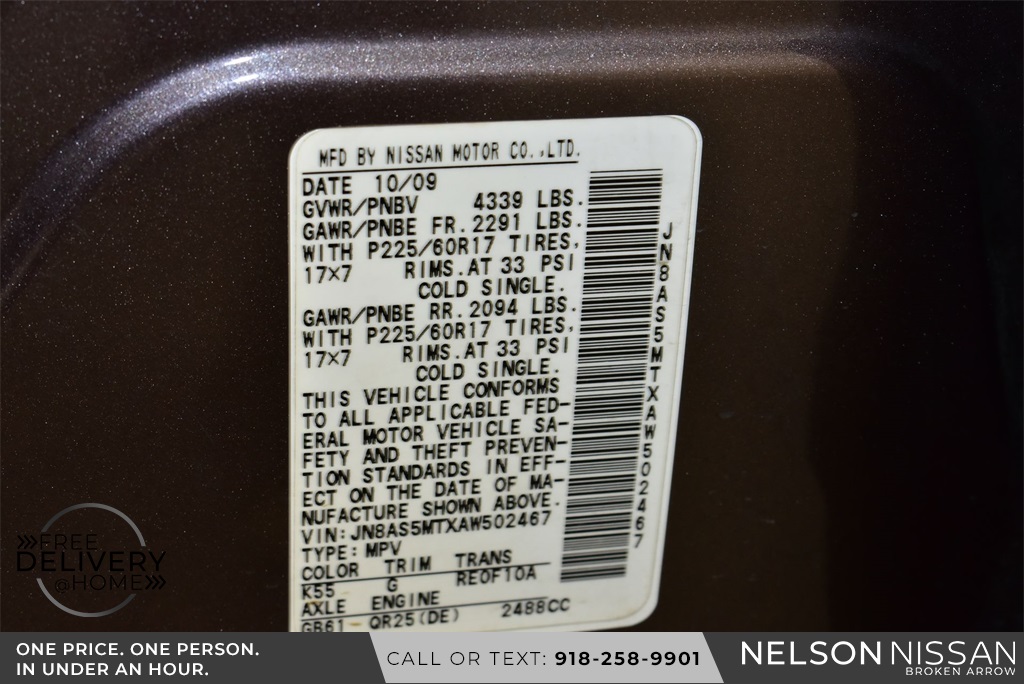 MFD BY NISSAN MOTOR CO.,LTD.
DATE 10/09
GVWR/PNBV 4339 LBS.
GAWR/PNBE FR. 2291 LBS.
WITH P225/60R17 TIRES,
17×7 RIMS.AT 33 PSI
COLD SINGLE.
GAWR/PNBE RR. 2094 LBS.
WITH P225/60R17 TIRES,
17×7 RIMS.AT 33 PSI
COLD SINGLE.
THIS VEHICLE CONFORMS
TO ALL APPLICABLE FED-
ERAL MOTOR VEHICLE SA-
FETY AND THEFT PREVEN-
TION STANDARDS IN EFF-
ECT ON THE DATE OF MA-
NUFACTURE SHOWN ABOVE.
VIN:JN8AS5MTXAW502467
TYPE:MPV
COLOR TRIM TRANS
K55 G RE0F10A
AXLE ENGINE
GB61 QR25(DE) 2488CC
JN8AS5MTXAW502467
FREE
DELIVERY
@HOME
ONE PRICE. ONE PERSON.
IN UNDER AN HOUR.
CALL OR TEXT: 918-258-9901
NELSON NISSAN
BROKEN ARROW